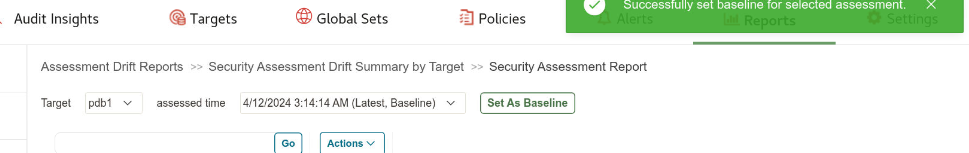 Successfully set baseline for selected assessment.
Audit Insights Targets Global Sets Policies Alerts Reports Settings
Assessment Drift Reports >> Security Assessment Drift Summary by Target >> Security Assessment Report
Target pdb1 assessed time 4/12/2024 3:14:14 AM (Latest, Baseline) Set As Baseline
Go Actions